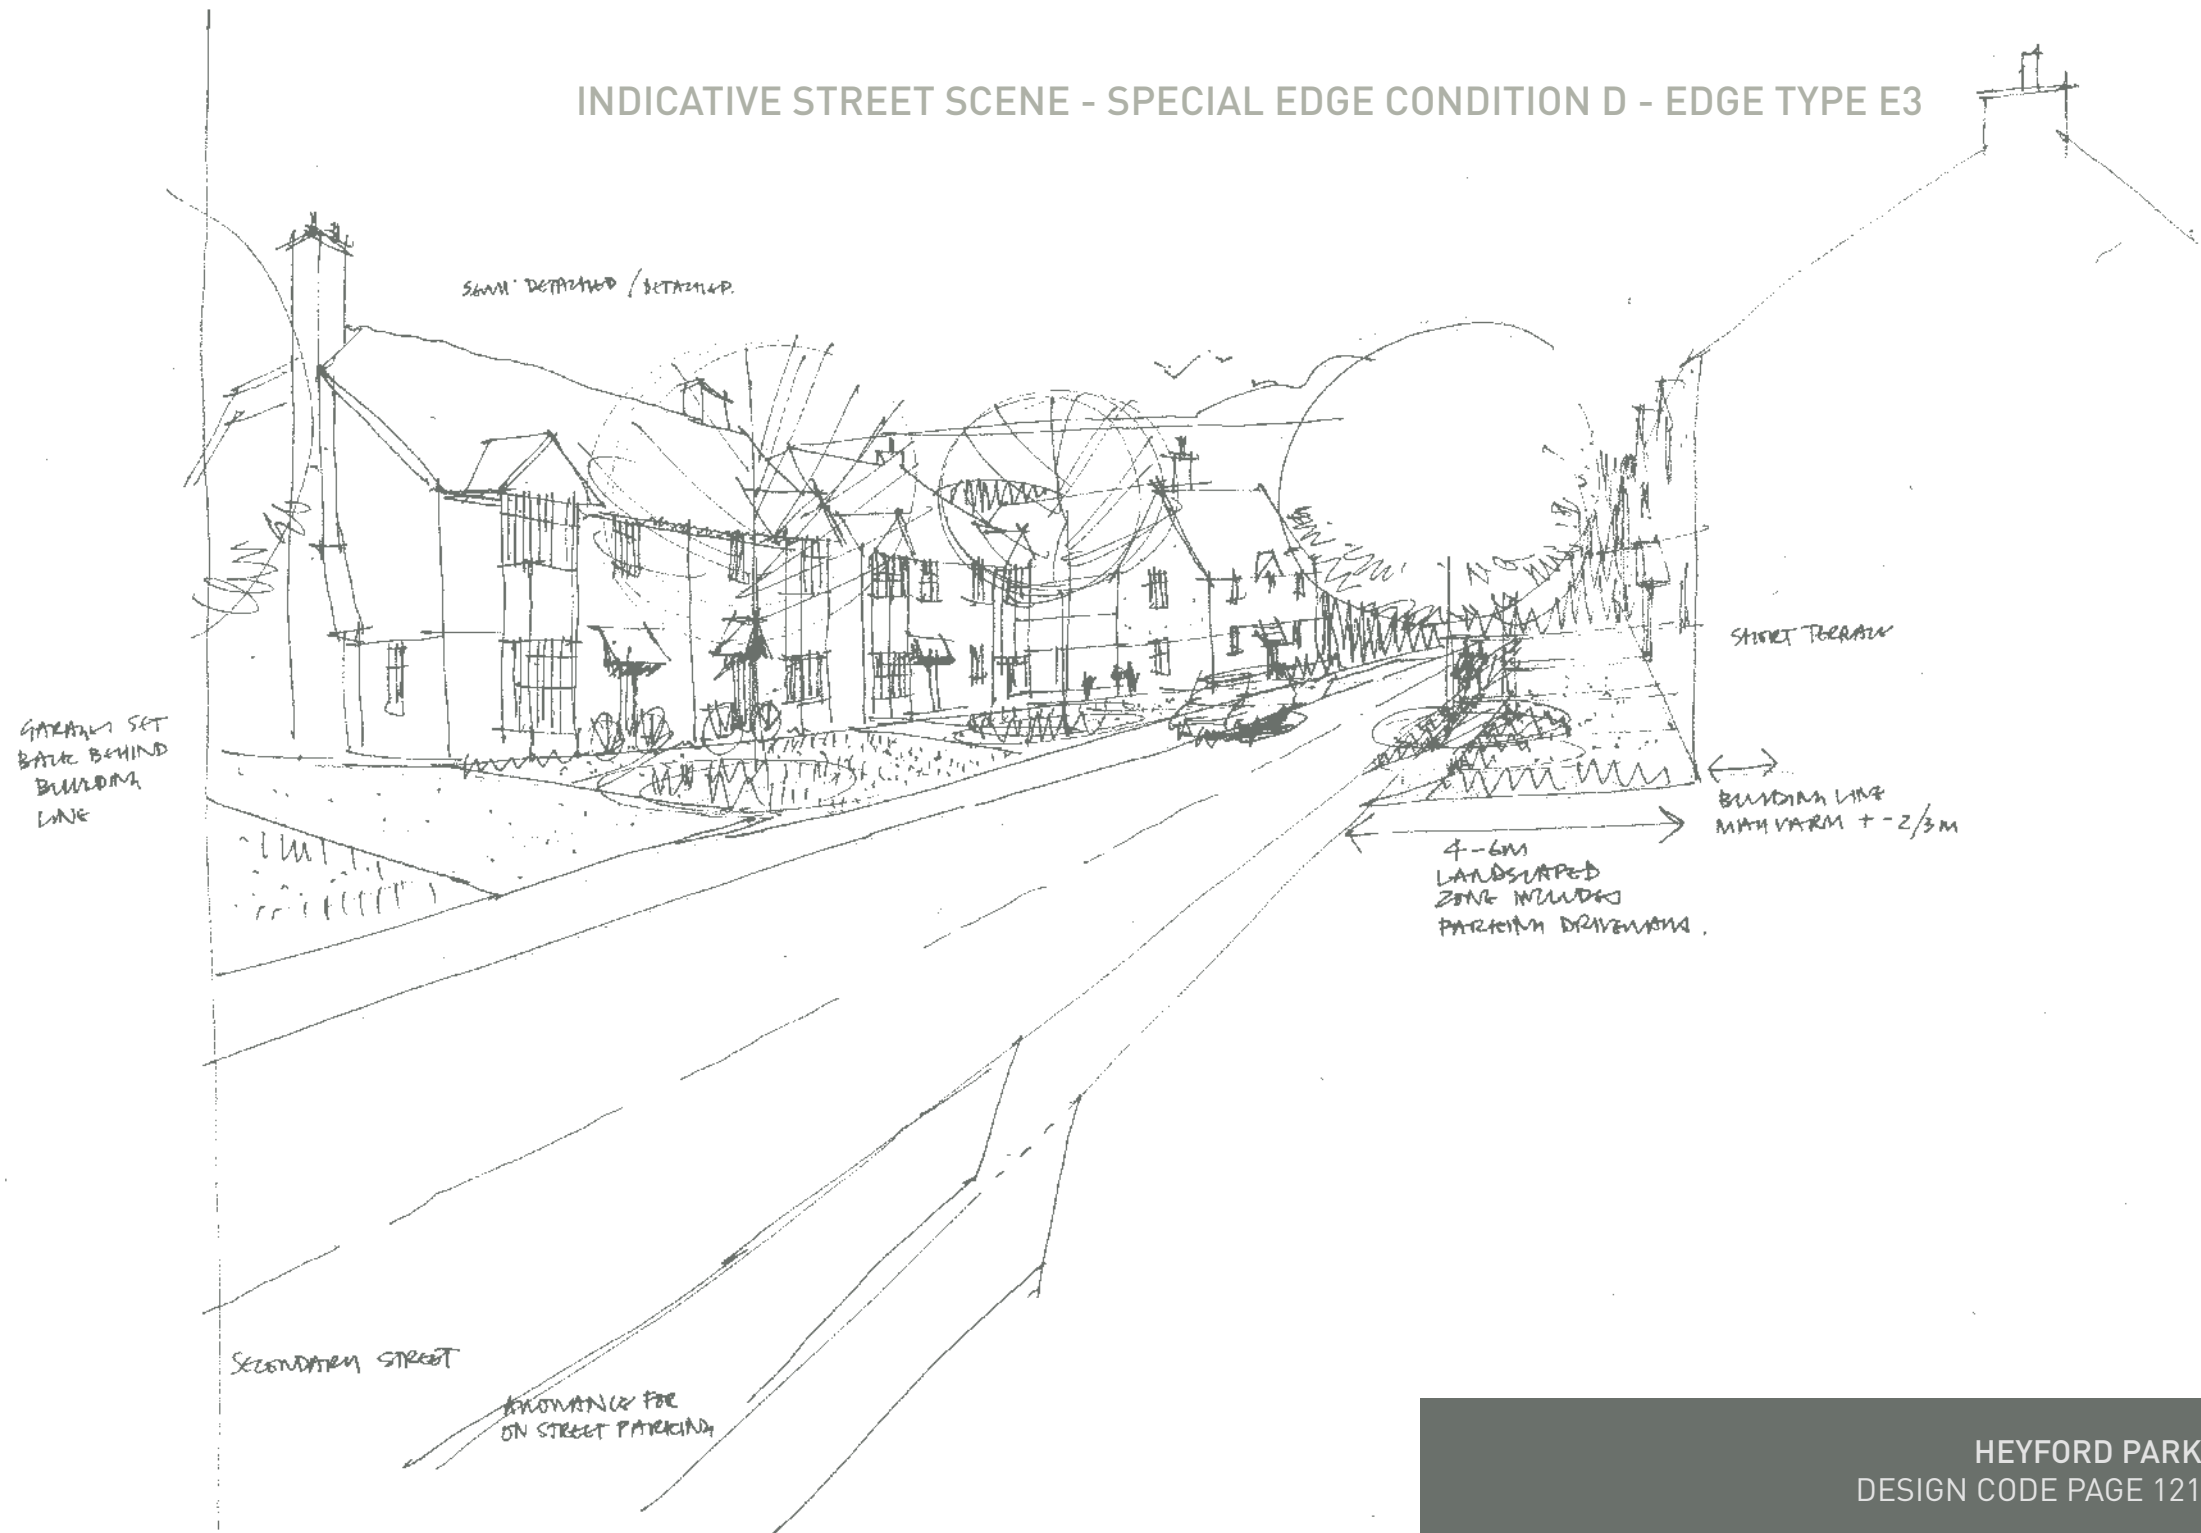 INDICATIVE STREET SCENE - SPECIAL EDGE CONDITION D - EDGE TYPE E3
SEMI DETACHED / DETACHED.
SHORT TERRACE
GARAGES SET
BACK BEHIND
BUILDING
LINE
BUILDING LINE
MAY VARY + - 2/3M
4-6M
LANDSCAPED
ZONE INCLUDES
PARKING DRIVEWAYS.
SECONDARY STREET
ALLOWANCE FOR
ON STREET PARKING
HEYFORD PARK
DESIGN CODE PAGE 121